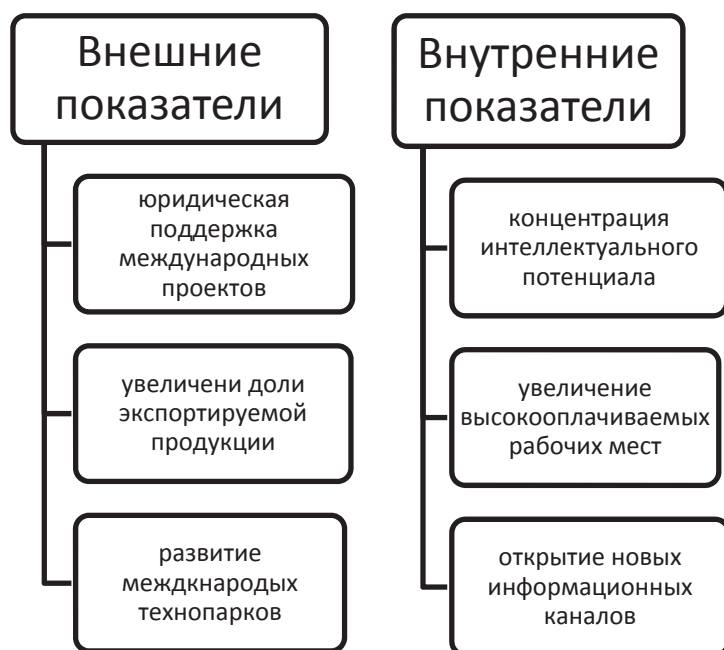 Внешние
показатели
юридическая
поддержка
международных
проектов
увеличени доли
экспортируемой
продукции
развитие
междкнародых
технопарков
Внутренние
показатели
концентрация
интеллектуального
потенциала
увеличение
высокооплачиваемых
рабочих мест
открытие новых
информационных
каналов